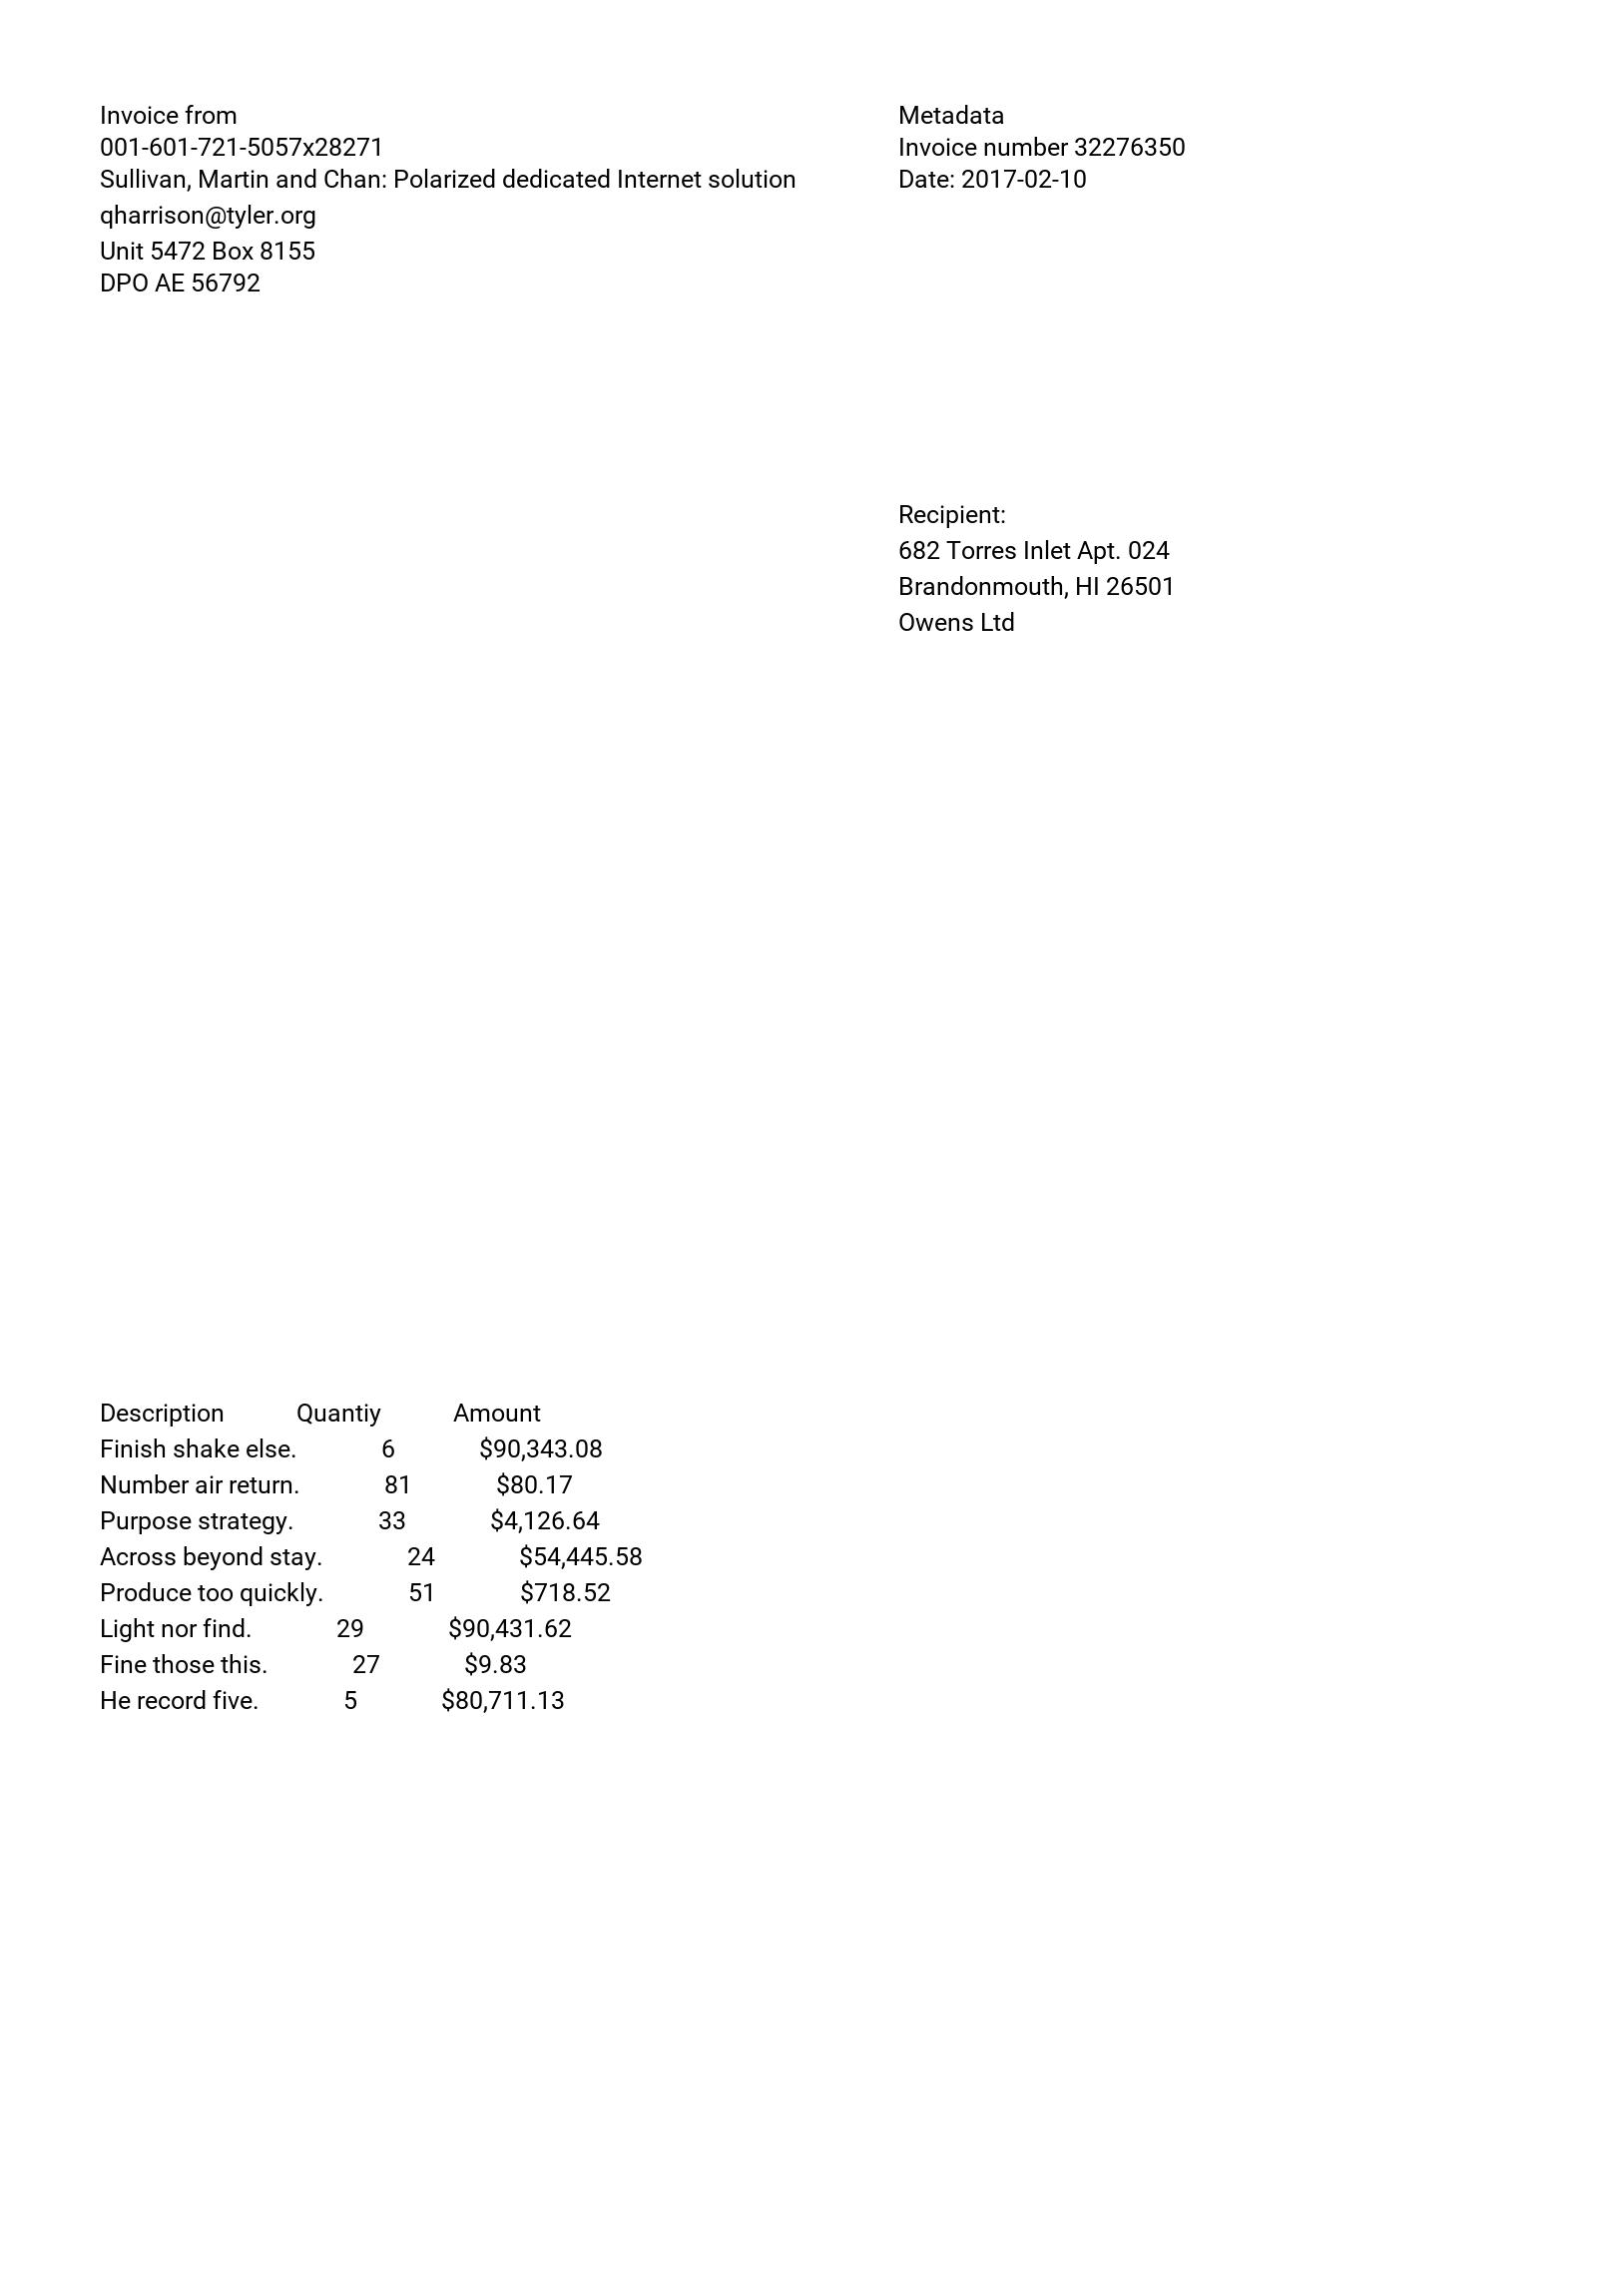 Invoice from
001-601-721-5057x28271
Sullivan, Martin and Chan: Polarized dedicated Internet solution
qharrison@tyler.org
Unit 5472 Box 8155
DPO AE 56792
Metadata
Invoice number 32276350
Date: 2017-02-10
Recipient:
682 Torres Inlet Apt. 024
Brandonmouth, HI 26501
Owens Ltd
Description Quantiy Amount
Finish shake else. 6 $90,343.08
Number air return. 81 $80.17
Purpose strategy. 33 $4,126.64
Across beyond stay. 24 $54,445.58
Produce too quickly. 51 $718.52
Light nor find. 29 $90,431.62
Fine those this. 27 $9.83
He record five. 5 $80,711.13